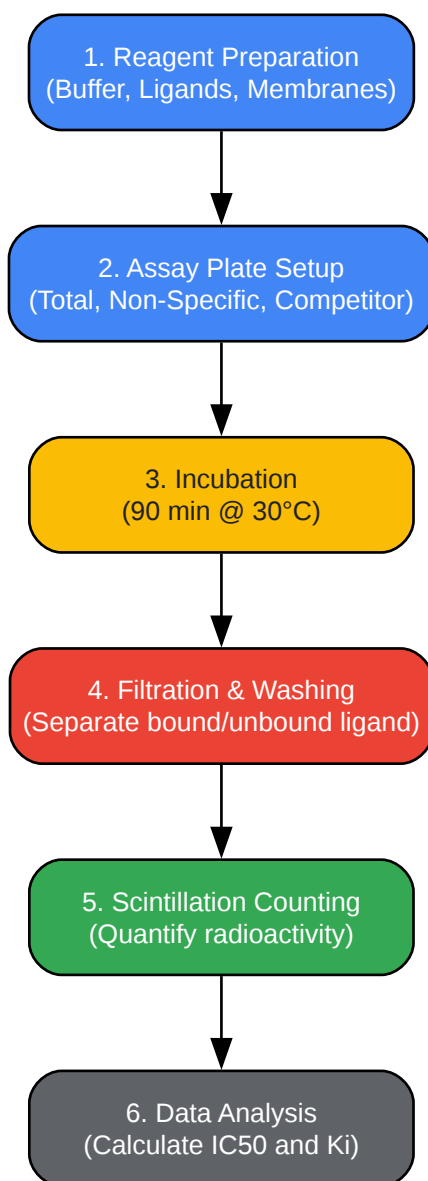 1. Reagent Preparation
(Buffer, Ligands, Membranes)
2. Assay Plate Setup
(Total, Non-Specific, Competitor)
3. Incubation
(90 min @ 30°C)
4. Filtration & Washing
(Separate bound/unbound ligand)
5. Scintillation Counting
(Quantify radioactivity)
6. Data Analysis
(Calculate IC50 and Ki)